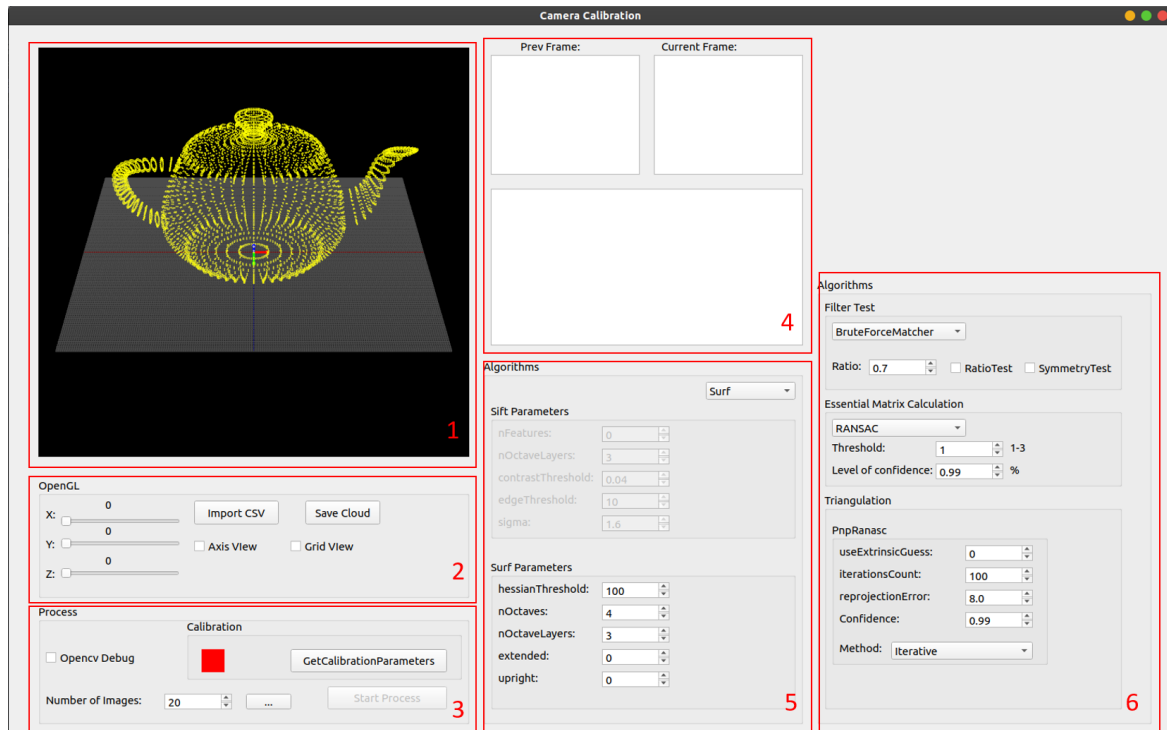 Camera Calibration
1
OpenGL
X:
0
Y:
0
Z:
0
Import CSV
Save Cloud
Axis VIew
Grid VIew
2
Process
Calibration
Opencv Debug
GetCalibrationParameters
Number of Images:
20
...
Start Process
3
Prev Frame:
Current Frame:
4
Algorithms
Surf
Sift Parameters
nFeatures:
0
nOctaveLayers:
3
contrastThreshold:
0.04
edgeThreshold:
10
sigma:
1.6
Surf Parameters
hessianThreshold:
100
nOctaves:
4
nOctaveLayers:
3
extended:
0
upright:
0
5
Algorithms
Filter Test
BruteForceMatcher
Ratio:
0.7
RatioTest
SymmetryTest
Essential Matrix Calculation
RANSAC
Threshold:
1
1-3
Level of confidence:
0.99
%
Triangulation
PnpRanasc
useExtrinsicGuess:
0
iterationsCount:
100
reprojectionError:
8.0
Confidence:
0.99
Method:
Iterative
6